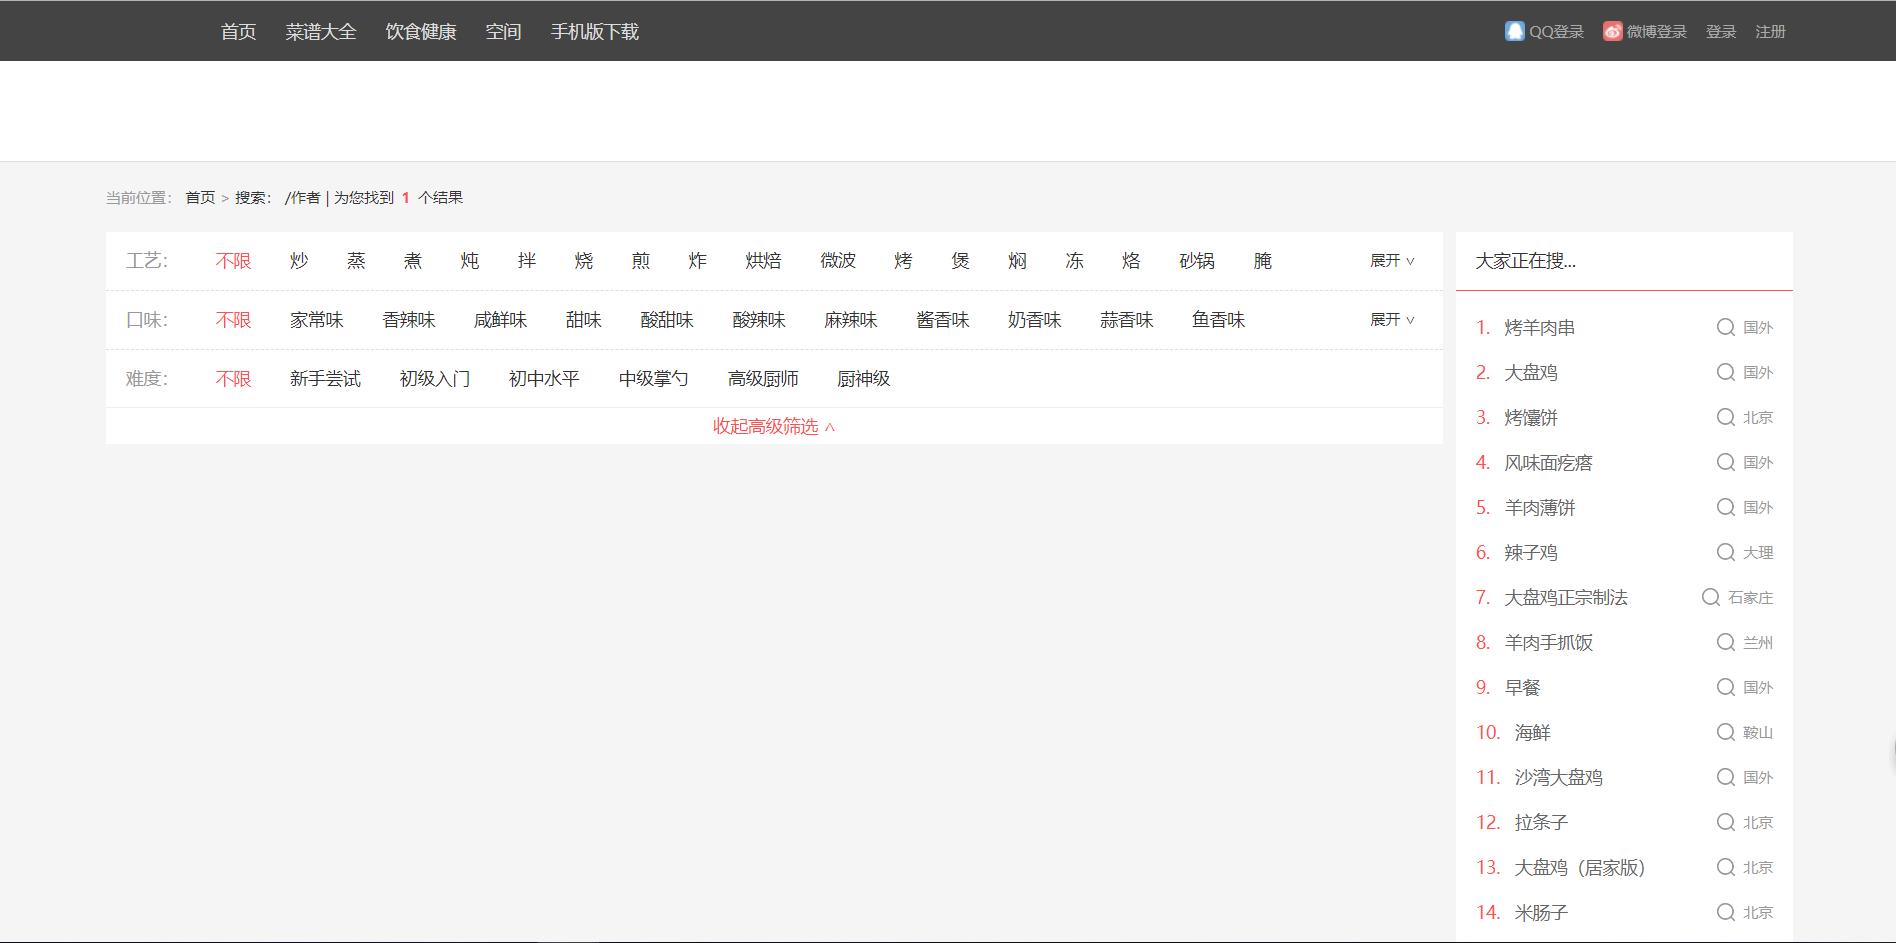 首页 菜谱大全 饮食健康 空间 手机版下载 QQ登录 微博登录 登录 注册
当前位置： 首页 > 搜索： /作者 | 为您找到 1 个结果
工艺： 不限 炒 蒸 煮 炖 拌 烧 煎 炸 烘焙 微波 烤 煲 焖 冻 烙 砂锅 腌 展开 ∨
口味： 不限 家常味 香辣味 咸鲜味 甜味 酸甜味 酸辣味 麻辣味 酱香味 奶香味 蒜香味 鱼香味 展开 ∨
难度： 不限 新手尝试 初级入门 初中水平 中级掌勺 高级厨师 厨神级
收起高级筛选 ∧
大家正在搜...
1. 烤羊肉串 国外
2. 大盘鸡 国外
3. 烤馕饼 北京
4. 风味面疙瘩 国外
5. 羊肉薄饼 国外
6. 辣子鸡 大理
7. 大盘鸡正宗制法 石家庄
8. 羊肉手抓饭 兰州
9. 早餐 国外
10. 海鲜 鞍山
11. 沙湾大盘鸡 国外
12. 拉条子 北京
13. 大盘鸡（居家版） 北京
14. 米肠子 北京